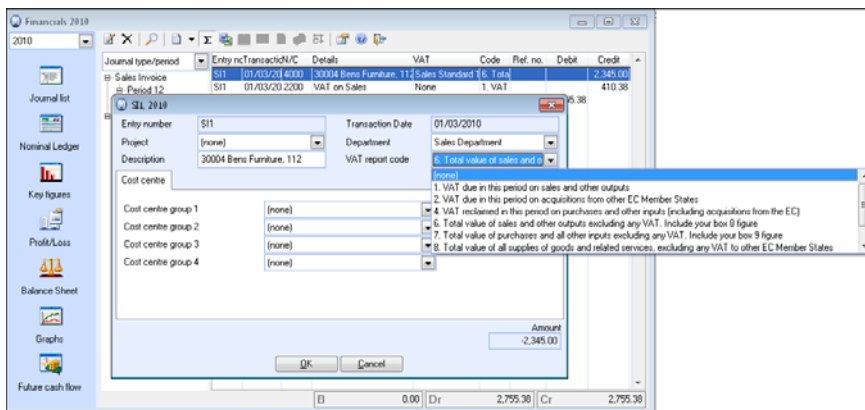 Financials 2010
2010
Journal type/period
Entry nc Transactic N/C Details VAT Code Ref. no. Debit Credit
Sales Invoice
SI1 01/03/20 4000 30004 Bens Furniture, 112 Sales Standard 1 6. Total 2,345.00
Period 12
SI1 01/03/20 2200 VAT on Sales None 1. VAT 410.38
Journal list
Nominal Ledger
Key figures
Profit/Loss
Balance Sheet
Graphs
Future cash flow
SI1, 2010
Entry number SI1 Transaction Date 01/03/2010
Project (none) Department Sales Department
Description 30004 Bens Furniture, 112 VAT report code 6. Total value of sales and o
Cost centre
Cost centre group 1 (none)
Cost centre group 2 (none)
Cost centre group 3 (none)
Cost centre group 4 (none)
(none)
1. VAT due in this period on sales and other outputs
2. VAT due in this period on acquisitions from other EC Member States
4. VAT reclaimed in this period on purchases and other inputs (including acquisitions from the EC)
6. Total value of sales and other outputs excluding any VAT. Include your box 8 figure
7. Total value of purchases and all other inputs excluding any VAT. Include your box 9 figure
8. Total value of all supplies of goods and related services, excluding any VAT to other EC Member States
Amount
-2,345.00
OK Cancel
B 0.00 Dr 2,755.38 Cr 2,755.38